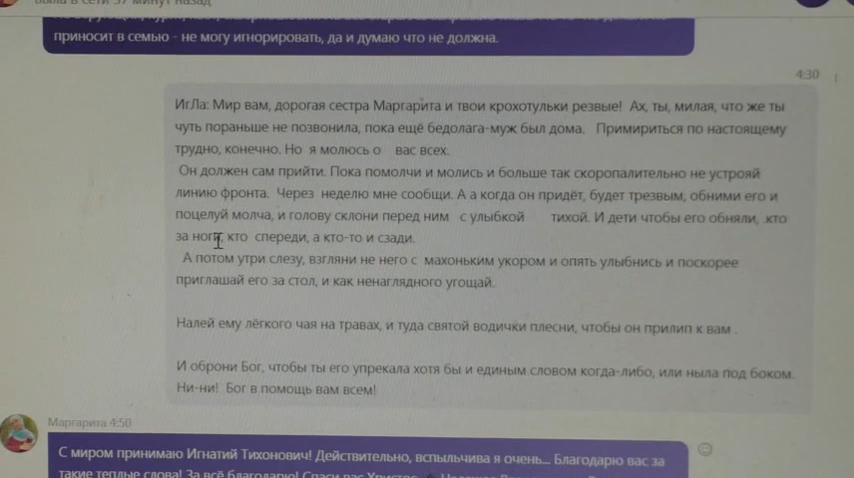 была в сети 57 минут назад
приносит в семью - не могу игнорировать, да и думаю что не должна.
4:30
ИгЛа: Мир вам, дорогая сестра Маргарита и твои крохотульки резвые! Ах, ты, милая, что же ты
чуть пораньше не позвонила, пока ещё бедолага-муж был дома. Примириться по настоящему
трудно, конечно. Но я молюсь о вас всех.
Он должен сам прийти. Пока помолчи и молись и больше так скоропалительно не устрояй
линию фронта. Через неделю мне сообщи. А а когда он придёт, будет трезвым, обними его и
поцелуй молча, и голову склони перед ним с улыбкой тихой. И дети чтобы его обняли, .кто
за ноги, кто спереди, а кто-то и сзади.
А потом утри слезу, взгляни не него с махоньким укором и опять улыбнись и поскорее
приглашай его за стол, и как ненаглядного угощай.
Налей ему лёгкого чая на травах, и туда святой водички плесни, чтобы он прилип к вам .
И оброни Бог, чтобы ты его упрекала хотя бы и единым словом когда-либо, или ныла под боком.
Ни-ни! Бог в помощь вам всем!
Маргарита 4:50
С миром принимаю Игнатий Тихонович! Действительно, вспыльчива я очень... Благодарю вас за
такие теплые слова! За всё благодарю! Спаси вас Христос